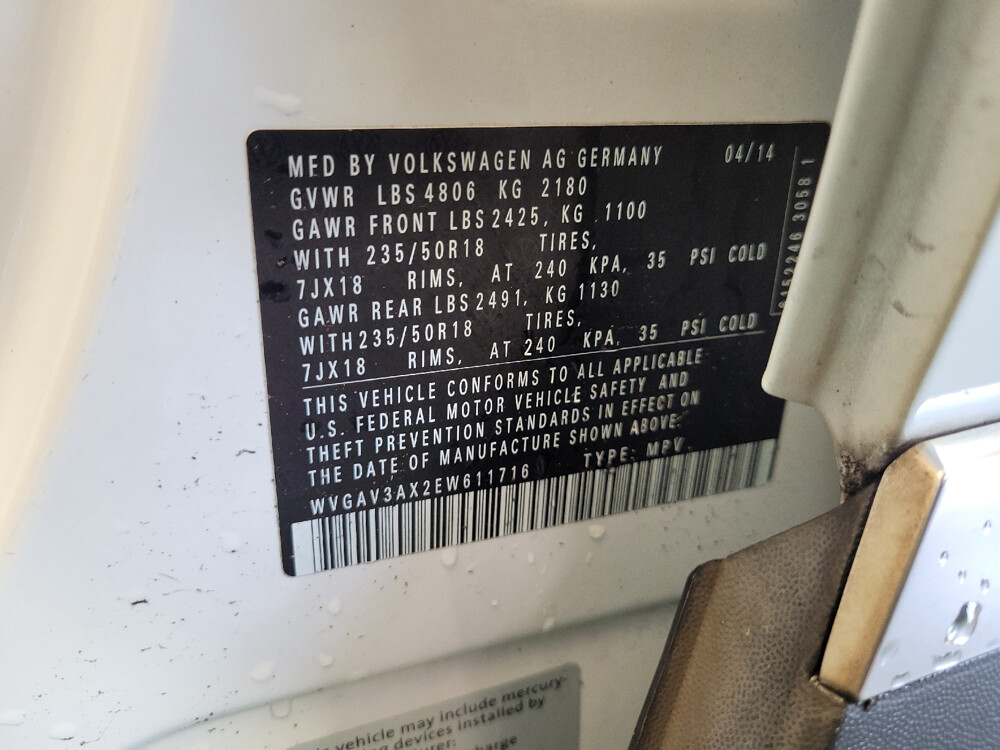 MFD BY VOLKSWAGEN AG GERMANY 04/14
GVWR LBS 4806 KG 2180
GAWR FRONT LBS 2425, KG 1100
WITH 235/50R18 TIRES,
7JX18 RIMS, AT 240 KPA, 35 PSI COLD
GAWR REAR LBS 2491, KG 1130
WITH 235/50R18 TIRES,
7JX18 RIMS, AT 240 KPA, 35 PSI COLD
THIS VEHICLE CONFORMS TO ALL APPLICABLE
U.S. FEDERAL MOTOR VEHICLE SAFETY AND
THEFT PREVENTION STANDARDS IN EFFECT ON
THE DATE OF MANUFACTURE SHOWN ABOVE.
WVGAV3AX2EW611716 TYPE: MPV
3058 1
vehicle may include mercury-
devices installed by